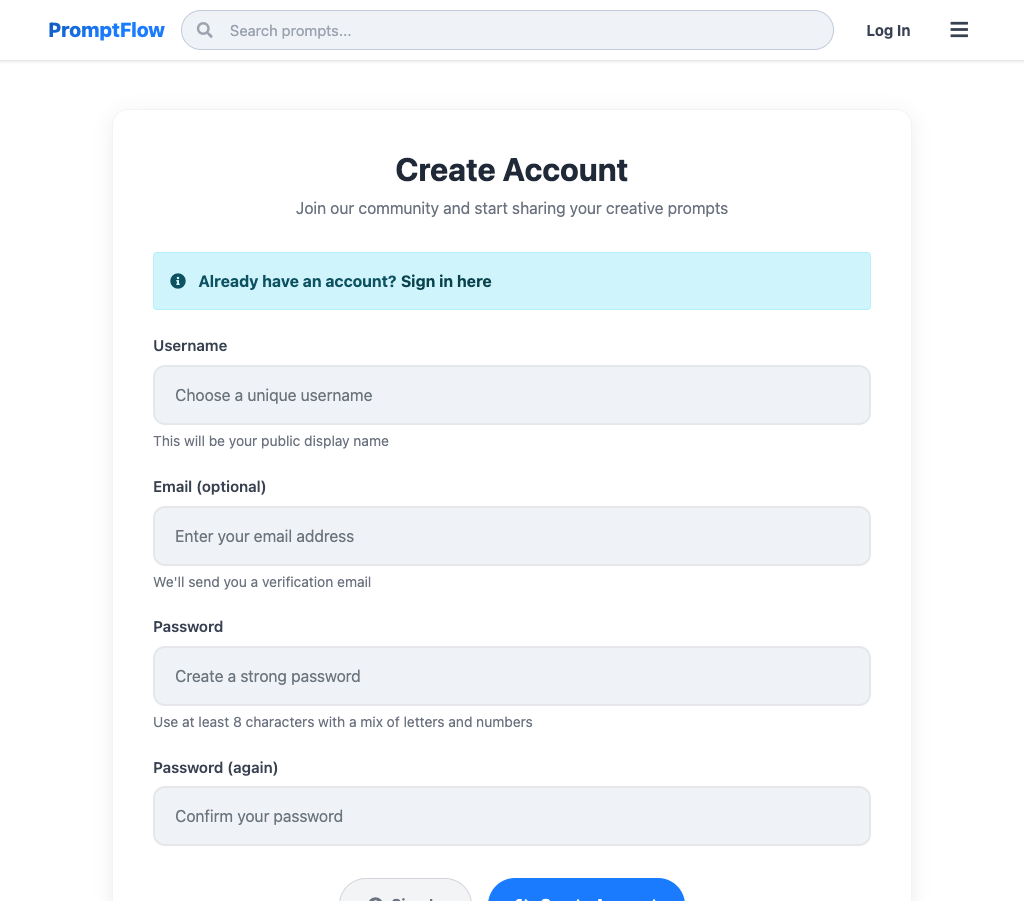 PromptFlow
Search prompts...
Log In
Create Account
Join our community and start sharing your creative prompts
Already have an account? Sign in here
Username
Choose a unique username
This will be your public display name
Email (optional)
Enter your email address
We'll send you a verification email
Password
Create a strong password
Use at least 8 characters with a mix of letters and numbers
Password (again)
Confirm your password
Create Account